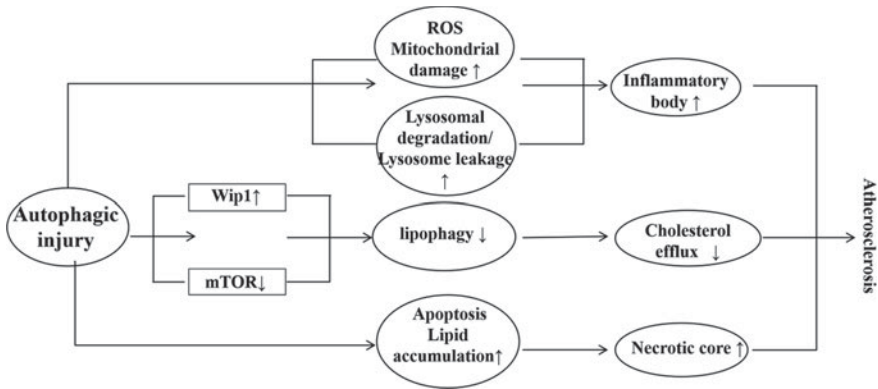 Autophagic
injury
Wip1↑
mTOR↓
ROS
Mitochondrial
damage ↑
Lysosomal
degradation/
Lysosome leakage
↑
lipophagy ↓
Apoptosis
Lipid
accumulation↑
Inflammatory
body ↑
Cholesterol
efflux ↓
Necrotic core ↑
Atherosclerosis